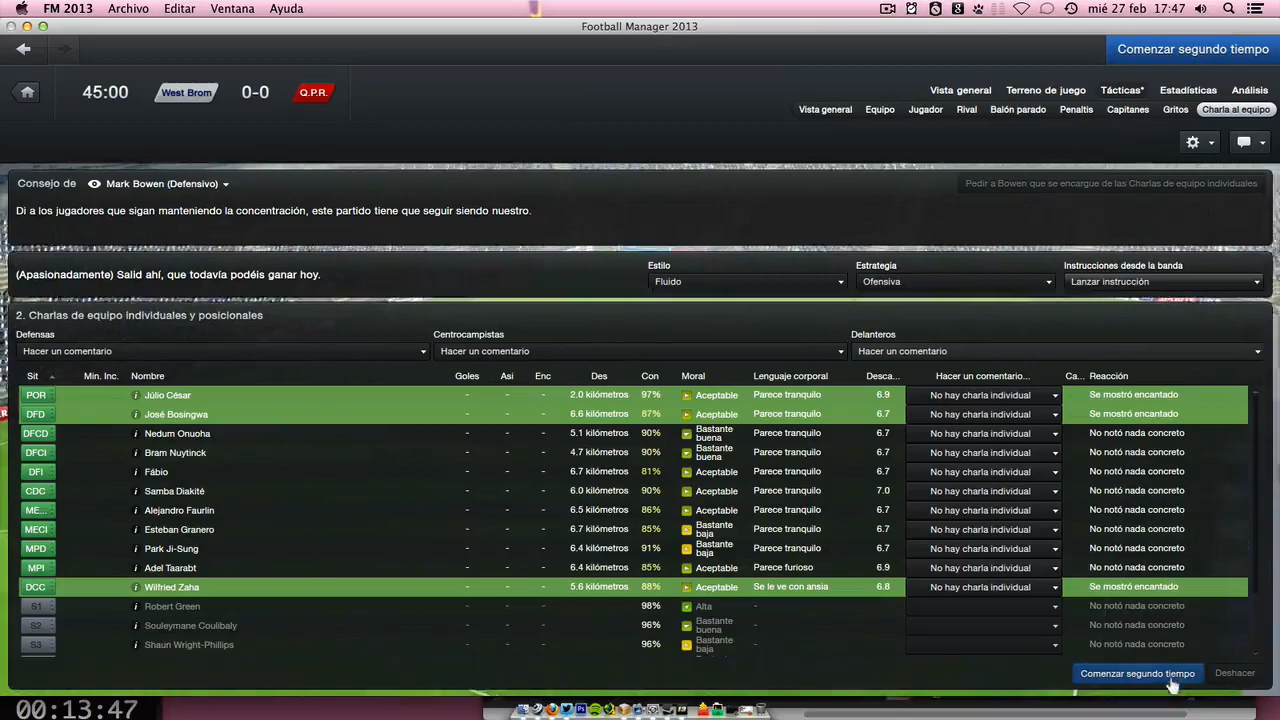 FM 2013 Archivo Editar Ventana Ayuda mié 27 feb 17:47
Football Manager 2013
Comenzar segundo tiempo
45:00 West Brom 0-0 Q.P.R.
Vista general Terreno de juego Tácticas* Estadísticas Análisis
Vista general Equipo Jugador Rival Balón parado Penaltis Capitanes Gritos Charla al equipo
Consejo de Mark Bowen (Defensivo) Pedir a Bowen que se encargue de las Charlas de equipo individuales
Di a los jugadores que sigan manteniendo la concentración, este partido tiene que seguir siendo nuestro.
Estilo Estrategia Instrucciones desde la banda
(Apasionadamente) Salid ahí, que todavía podéis ganar hoy. Fluido Ofensiva Lanzar instrucción
2. Charlas de equipo individuales y posicionales
Defensas Centrocampistas Delanteros
Hacer un comentario Hacer un comentario Hacer un comentario
Sit Min. Inc. Nombre Goles Asi Enc Des Con Moral Lenguaje corporal Desca... Hacer un comentario... Ca... Reacción
POR i Júlio César - - - 2.0 kilómetros 97% Aceptable Parece tranquilo 6.9 No hay charla individual Se mostró encantado
DFD i José Bosingwa - - - 6.6 kilómetros 87% Aceptable Parece tranquilo 6.7 No hay charla individual Se mostró encantado
DFCD i Nedum Onuoha - - - 5.1 kilómetros 90% Bastante buena Parece tranquilo 6.7 No hay charla individual No notó nada concreto
DFCI i Bram Nuytinck - - - 4.7 kilómetros 90% Bastante buena Parece tranquilo 6.7 No hay charla individual No notó nada concreto
DFI i Fábio - - - 6.7 kilómetros 81% Aceptable Parece tranquilo 6.7 No hay charla individual No notó nada concreto
CDC i Samba Diakité - - - 6.0 kilómetros 90% Aceptable Parece tranquilo 7.0 No hay charla individual No notó nada concreto
ME... i Alejandro Faurlin - - - 6.5 kilómetros 86% Aceptable Parece tranquilo 6.7 No hay charla individual No notó nada concreto
MECI i Esteban Granero - - - 6.7 kilómetros 85% Bastante baja Parece tranquilo 6.7 No hay charla individual No notó nada concreto
MPD i Park Ji-Sung - - - 6.4 kilómetros 91% Bastante baja Parece tranquilo 6.7 No hay charla individual No notó nada concreto
MPI i Adel Taarabt - - - 6.4 kilómetros 85% Aceptable Parece furioso 6.9 No hay charla individual No notó nada concreto
DCC i Wilfried Zaha - - - 5.6 kilómetros 88% Aceptable Se le ve con ansia 6.8 No hay charla individual Se mostró encantado
S1 i Robert Green 98% Alta - No notó nada concreto
S2 i Souleymane Coulibaly 96% Bastante buena - No notó nada concreto
S3 i Shaun Wright-Phillips 96% Bastante baja - No notó nada concreto
Comenzar segundo tiempo Deshacer
00:13:47